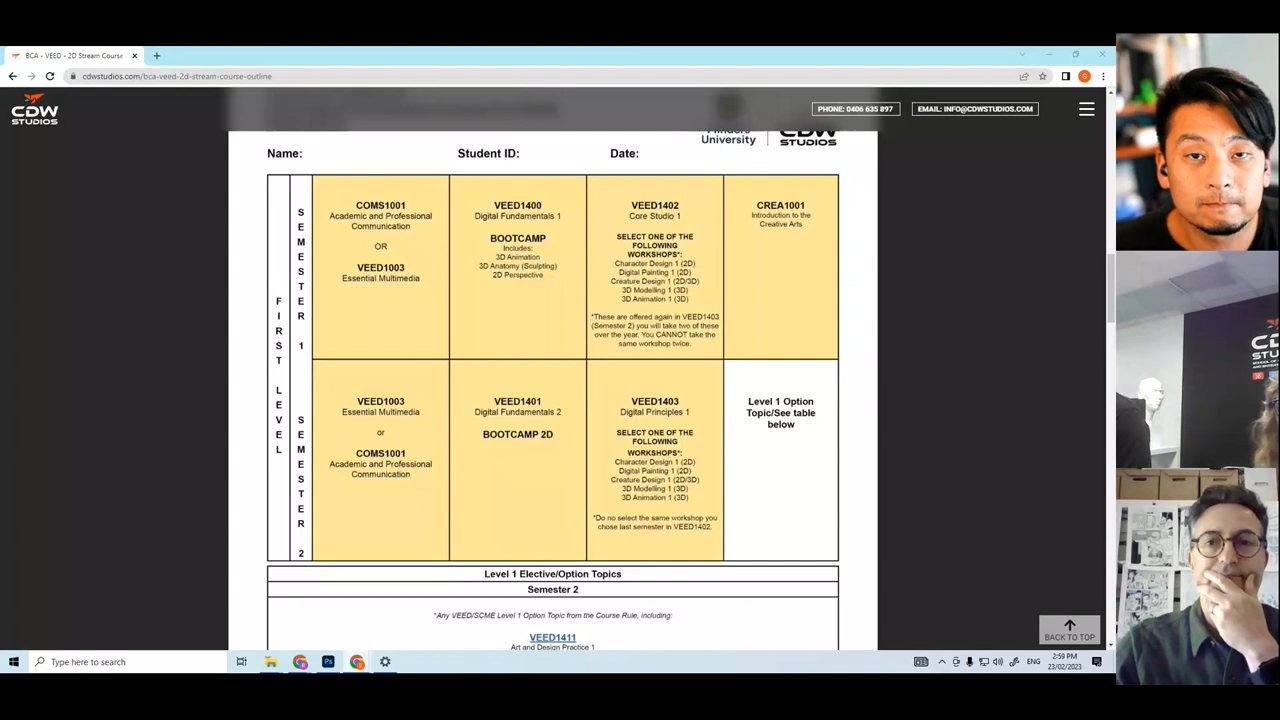 BCA - VEED - 2D Stream Course
cdwstudios.com/bca-veed-2d-stream-course-outline
S
CDW
STUDIOS
PHONE: 0406 635 897
EMAIL: INFO@CDWSTUDIOS.COM
Flinders
University
CDW
STUDIOS
Name:
Student ID:
Date:
FIRST LEVEL
SEMESTER 1
COMS1001
Academic and Professional
Communication
OR
VEED1003
Essential Multimedia
VEED1400
Digital Fundamentals 1
BOOTCAMP
Includes:
3D Animation
3D Anatomy (Sculpting)
2D Perspective
VEED1402
Core Studio 1
SELECT ONE OF THE
FOLLOWING
WORKSHOPS*:
Character Design 1 (2D)
Digital Painting 1 (2D)
Creature Design 1 (2D/3D)
3D Modelling 1 (3D)
3D Animation 1 (3D)
*These are offered again in VEED1403
(Semester 2) you will take two of these
over the year. You CANNOT take the
same workshop twice.
CREA1001
Introduction to the
Creative Arts
SEMESTER 2
VEED1003
Essential Multimedia
or
COMS1001
Academic and Professional
Communication
VEED1401
Digital Fundamentals 2
BOOTCAMP 2D
VEED1403
Digital Principles 1
SELECT ONE OF THE
FOLLOWING
WORKSHOPS:
Character Design 1 (2D)
Digital Painting 1 (2D)
Creature Design 1 (2D/3D)
3D Modelling 1 (3D)
3D Animation 1 (3D)
*Do no select the same workshop you
chose last semester in VEED1402.
Level 1 Option
Topic/See table
below
Level 1 Elective/Option Topics
Semester 2
*Any VEED/SCME Level 1 Option Topic from the Course Rule, including:
VEED1411
Art and Design Practice 1
BACK TO TOP
Type here to search
Ps
ENG
2:59 PM
23/02/2023
CD
STUD